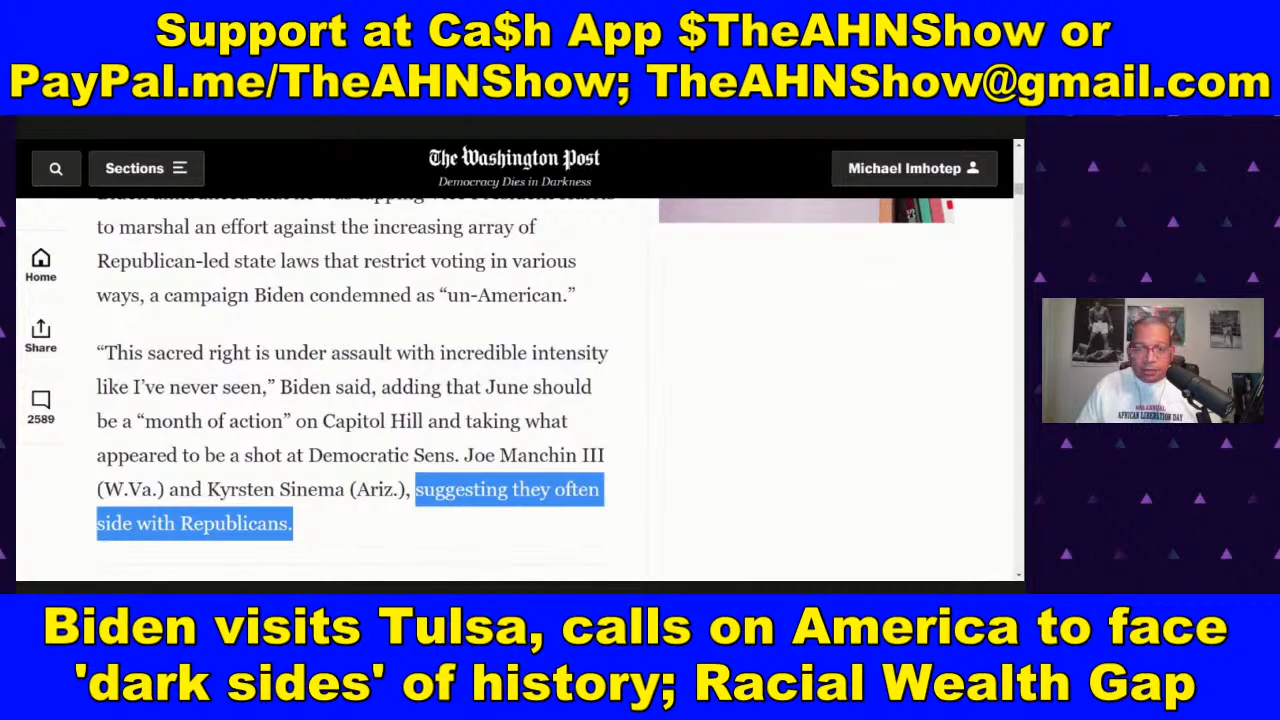 Support at Ca$h App $TheAHNShow or
PayPal.me/TheAHNShow; TheAHNShow@gmail.com
Sections
The Washington Post
Democracy Dies in Darkness
Michael Imhotep
to marshal an effort against the increasing array of
Republican-led state laws that restrict voting in various
ways, a campaign Biden condemned as “un-American.”
Home
Share
2589
“This sacred right is under assault with incredible intensity
like I’ve never seen,” Biden said, adding that June should
be a “month of action” on Capitol Hill and taking what
appeared to be a shot at Democratic Sens. Joe Manchin III
(W.Va.) and Kyrsten Sinema (Ariz.), suggesting they often
side with Republicans.
AFRICAN LIBERATION DAY
Biden visits Tulsa, calls on America to face
'dark sides' of history; Racial Wealth Gap